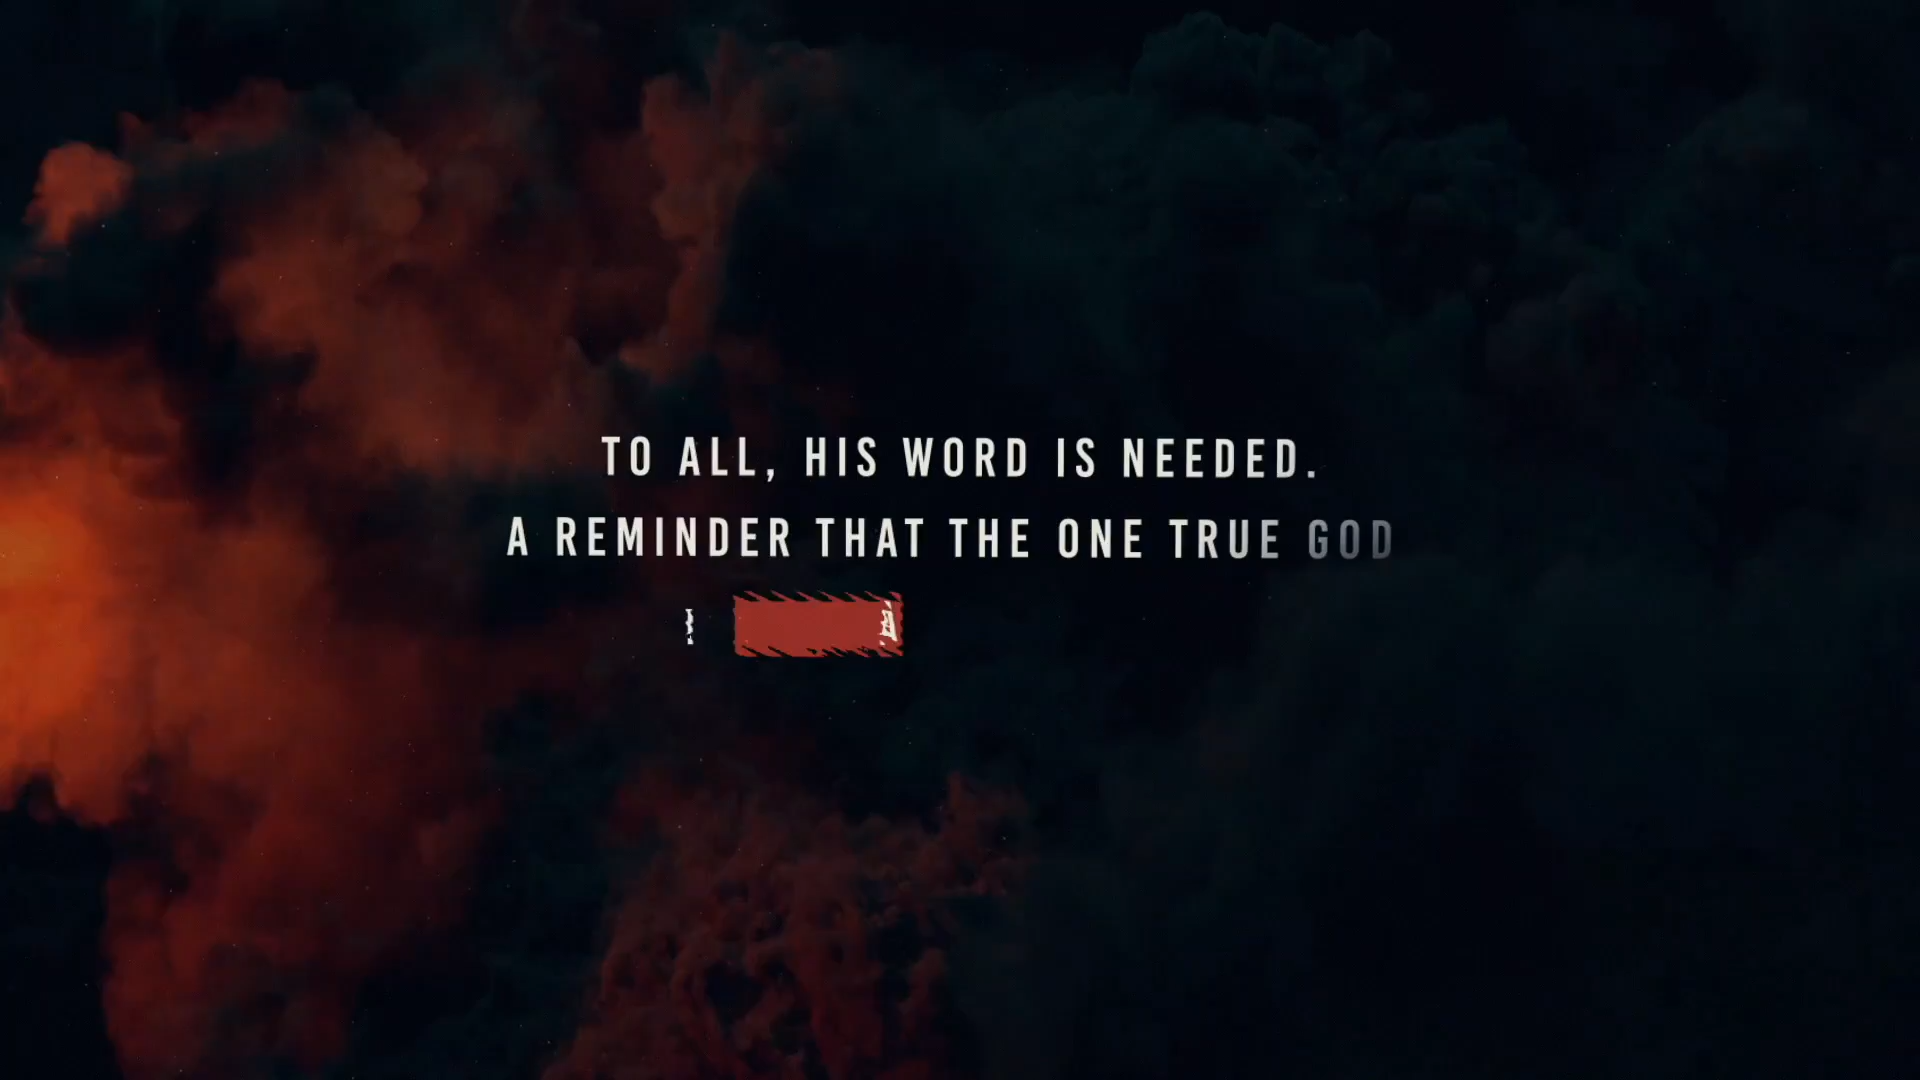 TO ALL, HIS WORD IS NEEDED.
A REMINDER THAT THE ONE TRUE GOD